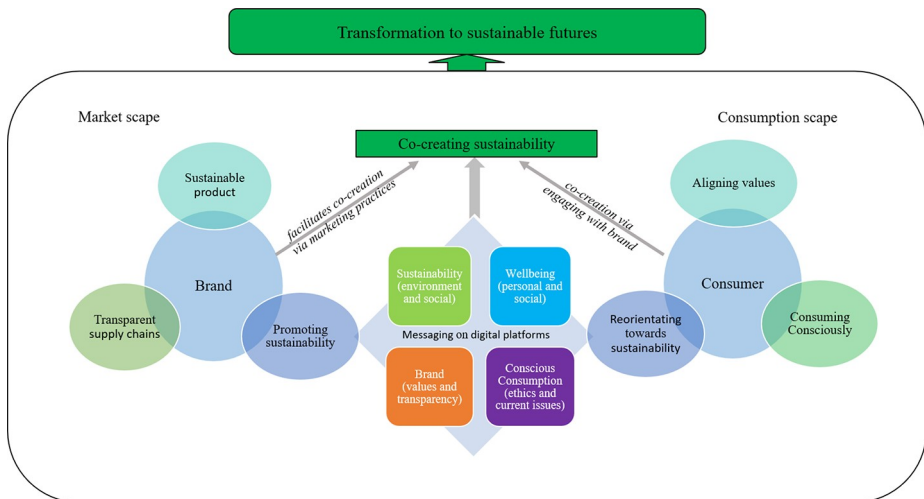 Transformation to sustainable futures
Market scape
Consumption scape
Co-creating sustainability
Sustainable
product
Aligning values
facilitates co-creation
via marketing practices
co-creation via
engaging with brand
Brand
Consumer
Transparent
supply chains
Promoting
sustainability
Sustainability
(environment
and social)
Wellbeing
(personal and
social)
Messaging on digital platforms
Brand
(values and
transparency)
Conscious
Consumption
(ethics and
current issues)
Reorientating
towards
sustainability
Consuming
Consciously